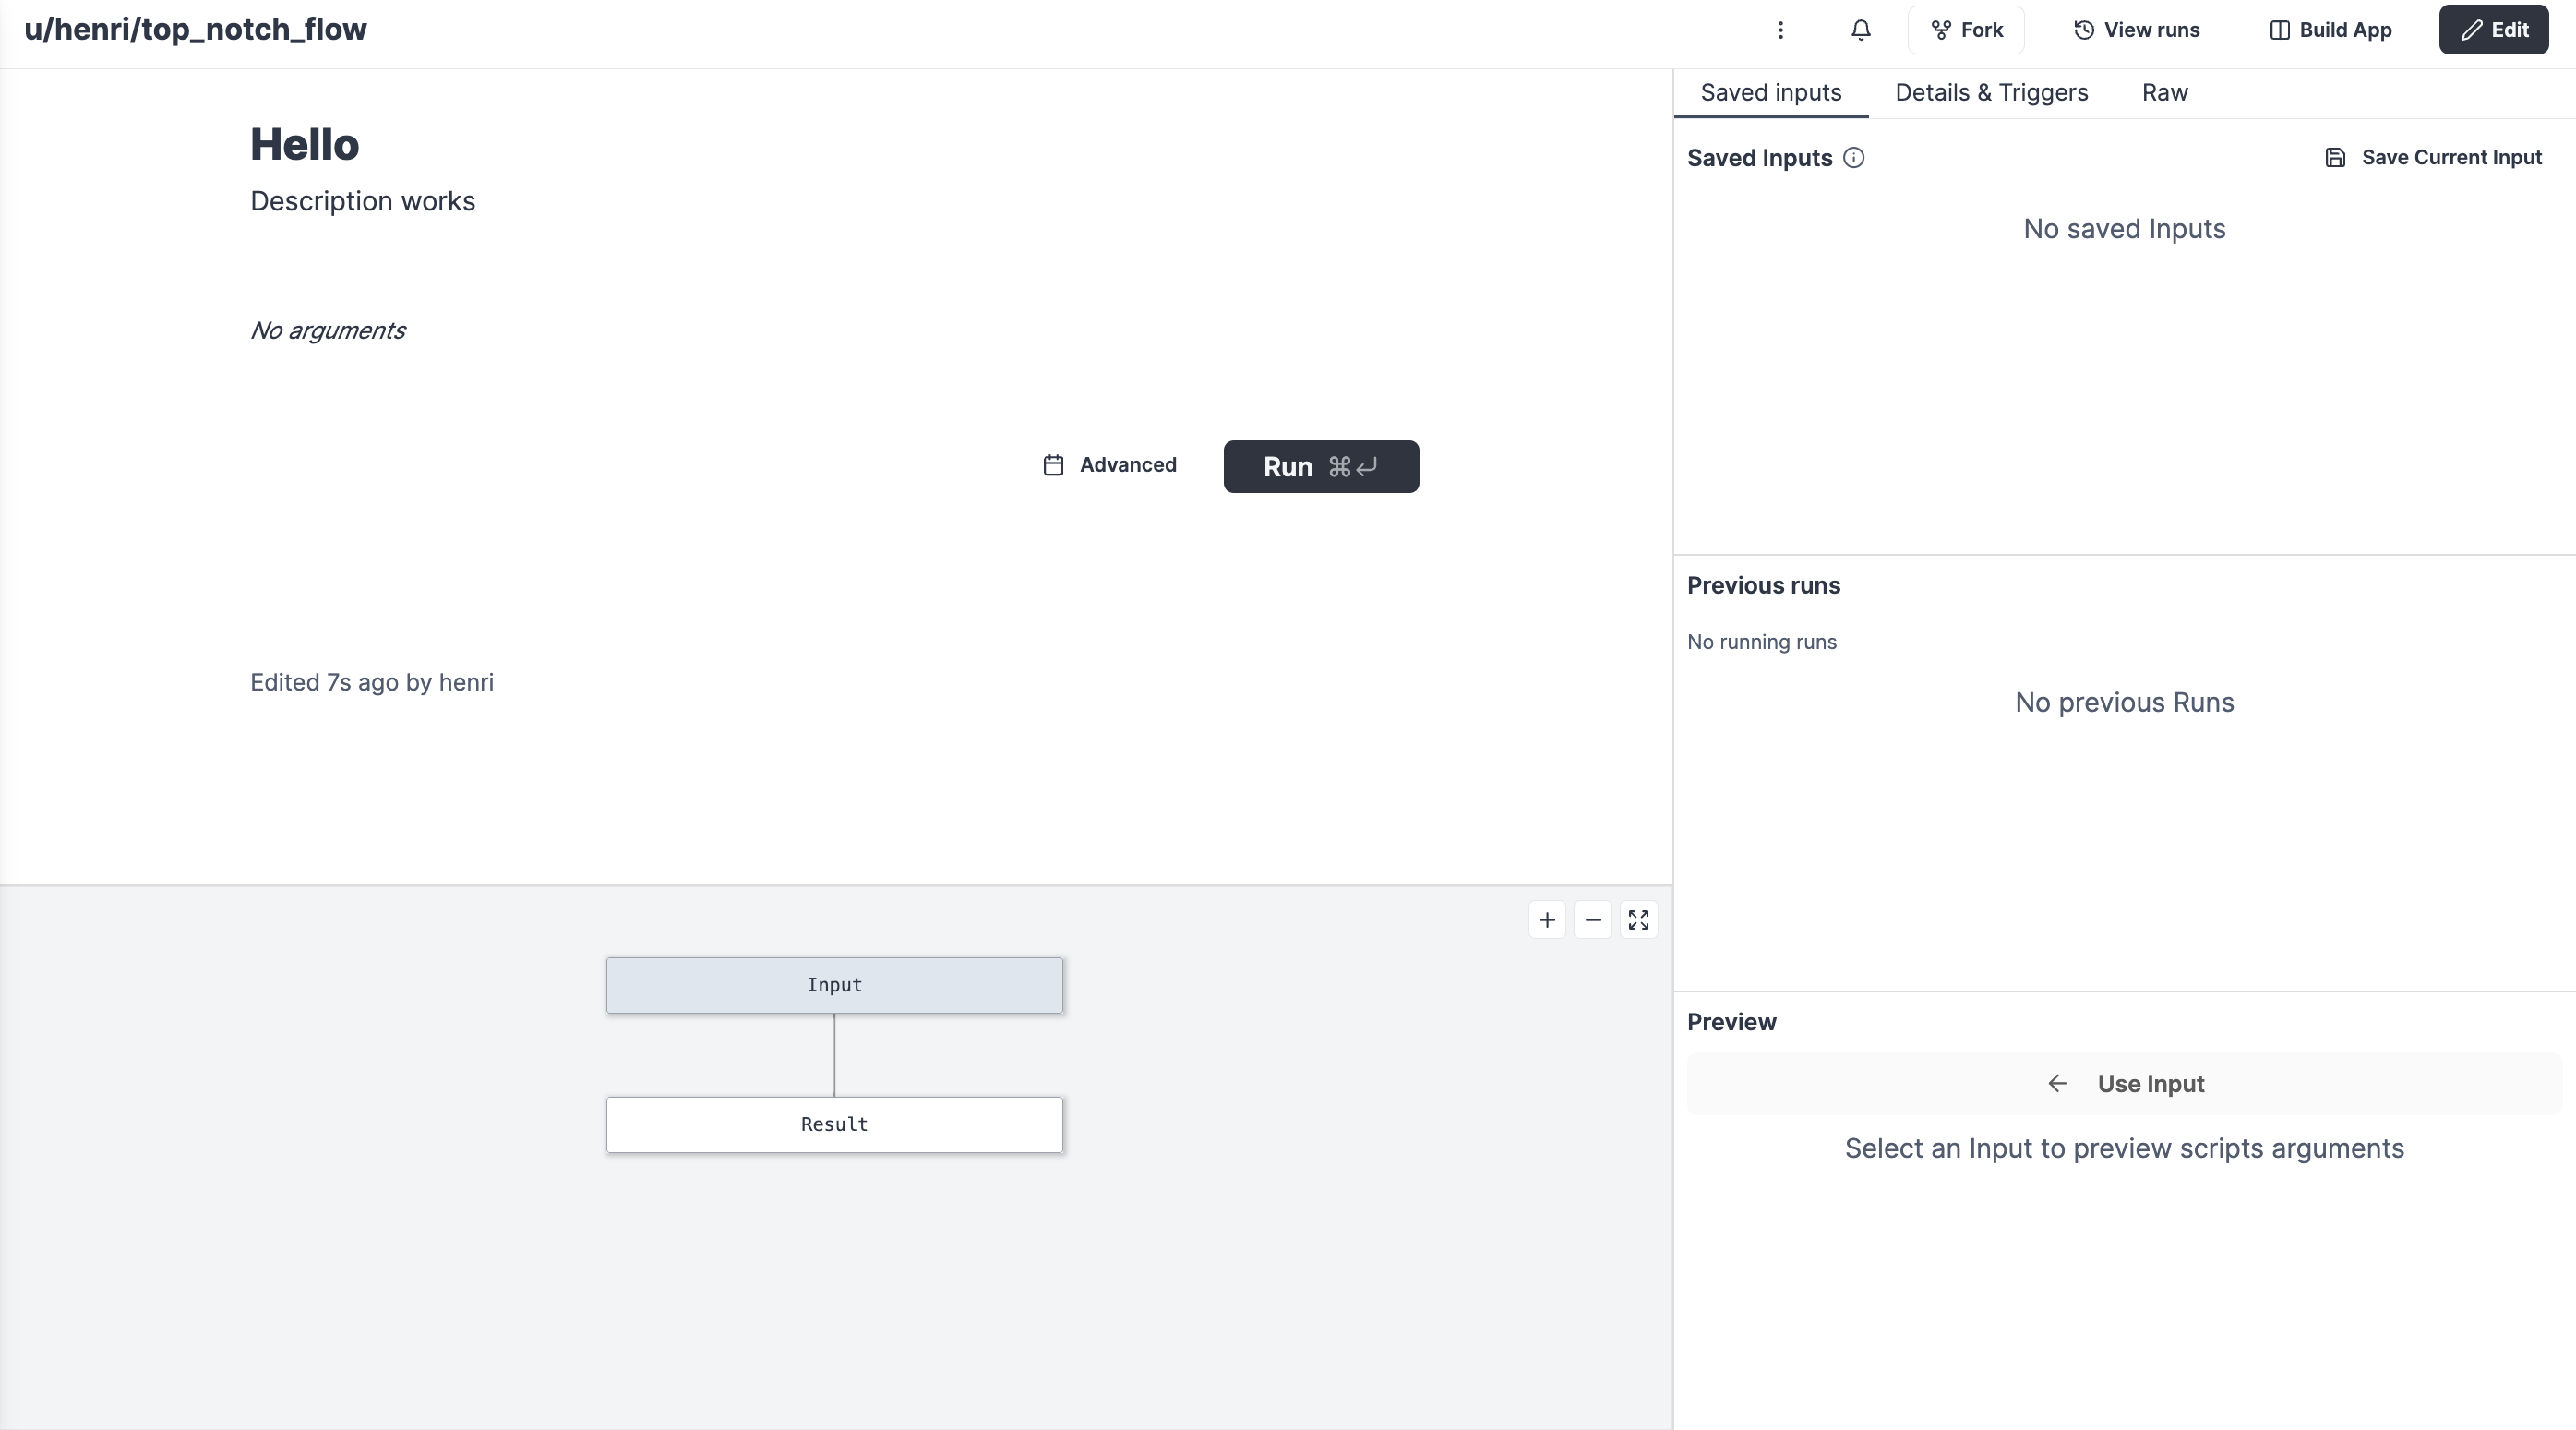 u/henri/top_notch_flow
Fork
View runs
Build App
Edit
Hello
Description works
No arguments
Advanced
Run ⌘↵
Edited 7s ago by henri
Input
Result
Saved inputs
Details & Triggers
Raw
Saved Inputs
Save Current Input
No saved Inputs
Previous runs
No running runs
No previous Runs
Preview
Use Input
Select an Input to preview scripts arguments